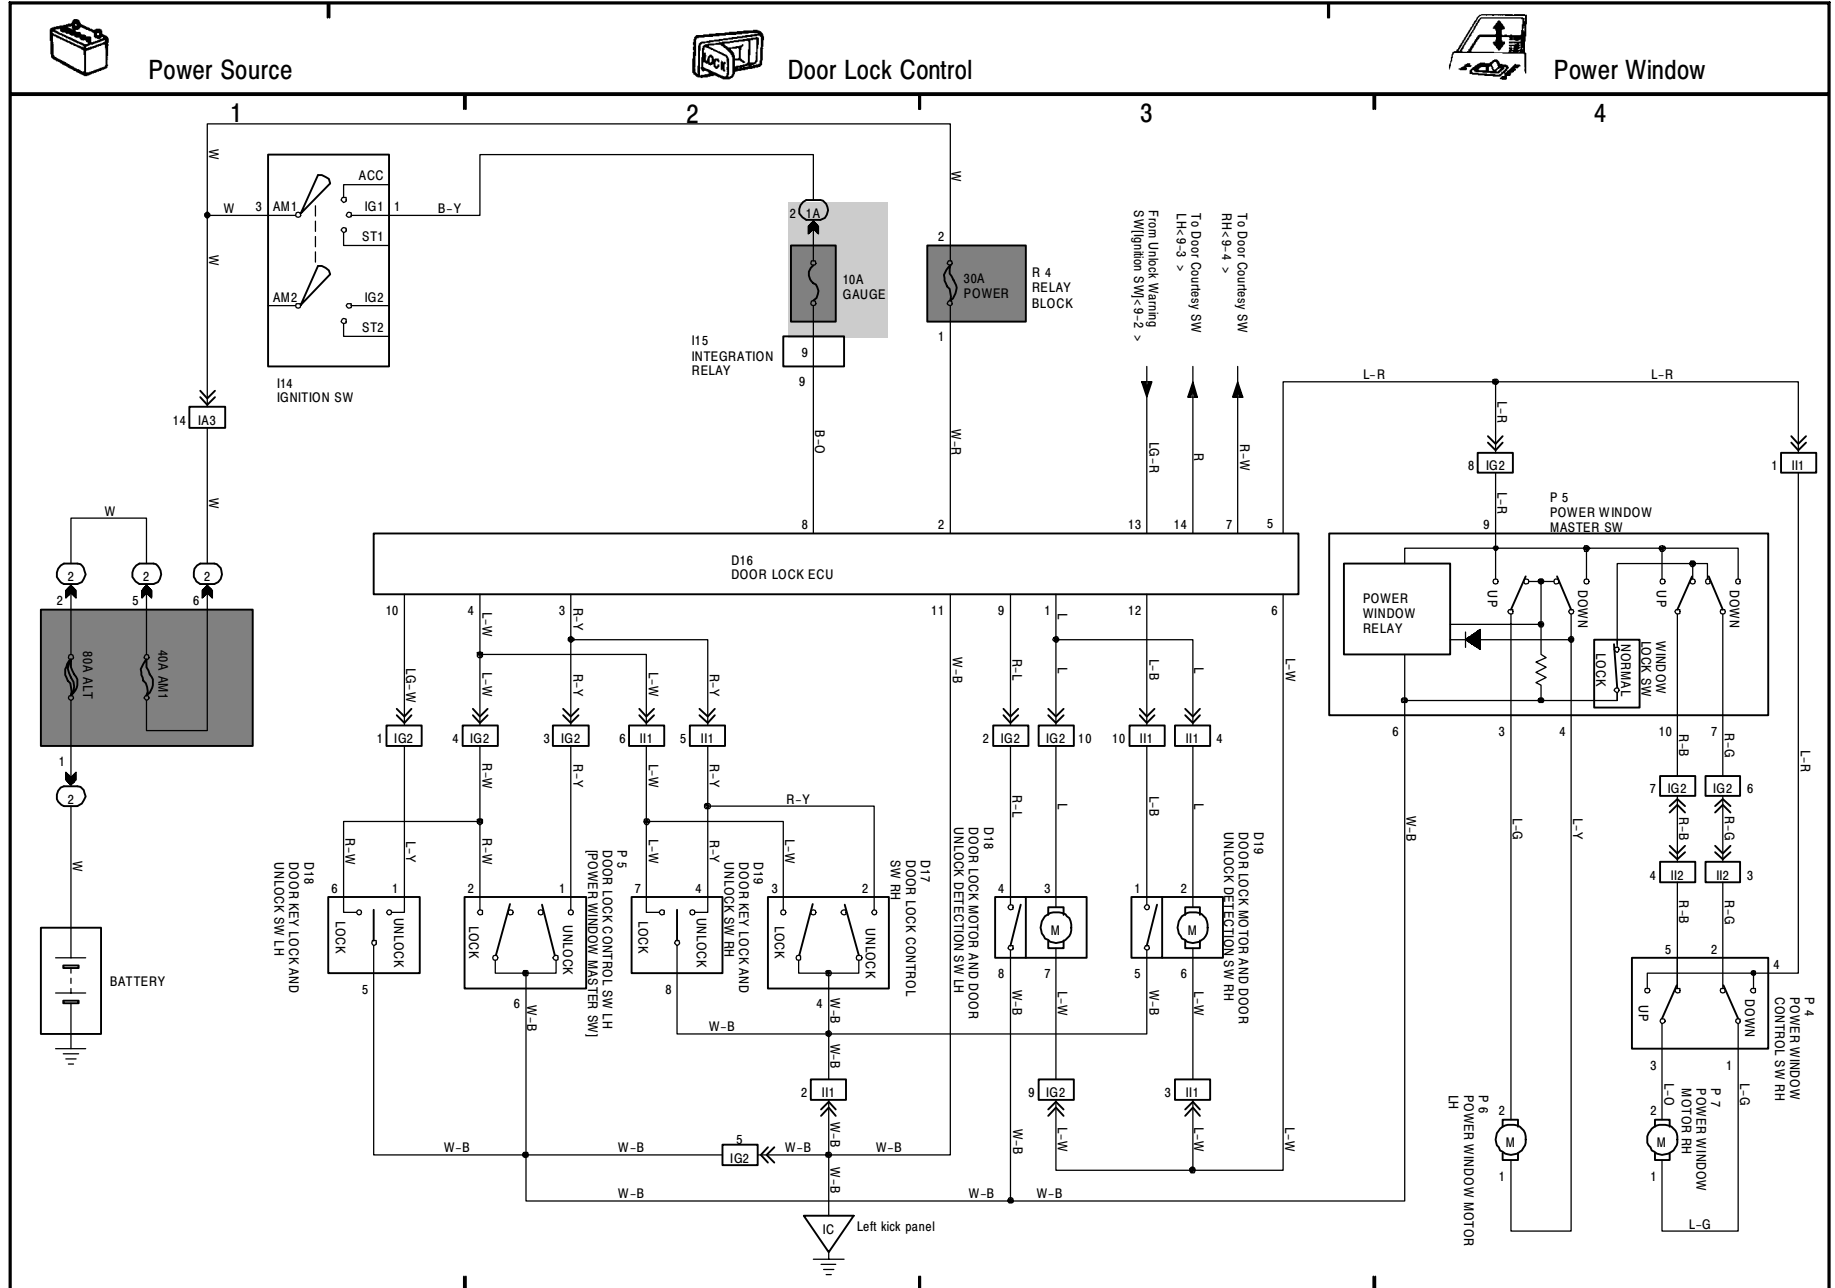 Power Source
Door Lock Control
Power Window
1
2
3
4
W
W
W
W
3
AM1
ACC
IG1
ST1
1
B-Y
AM2
IG2
ST2
I14
IGNITION SW
14
IA3
W
W
2
2
2
2
5
6
80A ALT
40A AM1
1
2
W
BATTERY
2
1A
10A
GAUGE
I15
INTEGRATION
RELAY
9
9
B-O
2
30A
POWER
R 4
RELAY
BLOCK
1
W-R
From Unlock Warning
SW[Ignition SW]<9-2 >
To Door Courtesy SW
LH<9-3 >
To Door Courtesy SW
RH<9-4 >
LG-R
R
R-W
L-R
L-R
L-R
8
IG2
L-R
1
II1
8
2
13
14
7
5
D16
DOOR LOCK ECU
10
4
3
11
9
1
12
6
L-W
R-Y
L
LG-W
L-W
R-Y
L-W
R-Y
W-B
R-L
L
L-B
L
L-W
1
IG2
4
IG2
3
IG2
6
II1
5
II1
2
IG2
10
10
II1
II1
4
IG2
R-W
R-Y
L-W
R-Y
R-Y
R-L
L
L-B
L
R-W
L-Y
R-W
L-W
R-Y
L-W
D18
DOOR KEY LOCK AND
UNLOCK SW LH
6
1
LOCK
UNLOCK
5
P 5
DOOR LOCK CONTROL SW LH
[POWER WINDOW MASTER SW]
2
1
LOCK
UNLOCK
6
W-B
D19
DOOR KEY LOCK AND
UNLOCK SW RH
7
4
LOCK
UNLOCK
8
D17
DOOR LOCK CONTROL
SW RH
3
2
LOCK
UNLOCK
4
W-B
W-B
W-B
D18
DOOR LOCK MOTOR AND DOOR
UNLOCK DETECTION SW LH
4
3
M
8
7
W-B
L-W
D19
DOOR LOCK MOTOR AND DOOR
UNLOCK DETECTION SW RH
1
2
M
5
6
W-B
L-W
2
II1
9
IG2
3
II1
W-B
W-B
W-B
5
IG2
W-B
W-B
W-B
W-B
L-W
L-W
L-W
W-B
W-B
W-B
IC
Left kick panel
P 5
POWER WINDOW
MASTER SW
9
POWER
WINDOW
RELAY
UP
DOWN
WINDOW
LOCK SW
NORMAL
LOCK
UP
DOWN
6
3
4
10
7
R-B
R-G
L-R
7
IG2
IG2
6
R-B
R-G
4
II2
II2
3
R-B
R-G
W-B
L-G
L-Y
5
2
4
UP
DOWN
P 4
POWER WINDOW
CONTROL SW RH
3
1
L-O
L-G
2
M
1
P 6
POWER WINDOW MOTOR
LH
2
M
1
P 7
POWER WINDOW
MOTOR RH
L-G